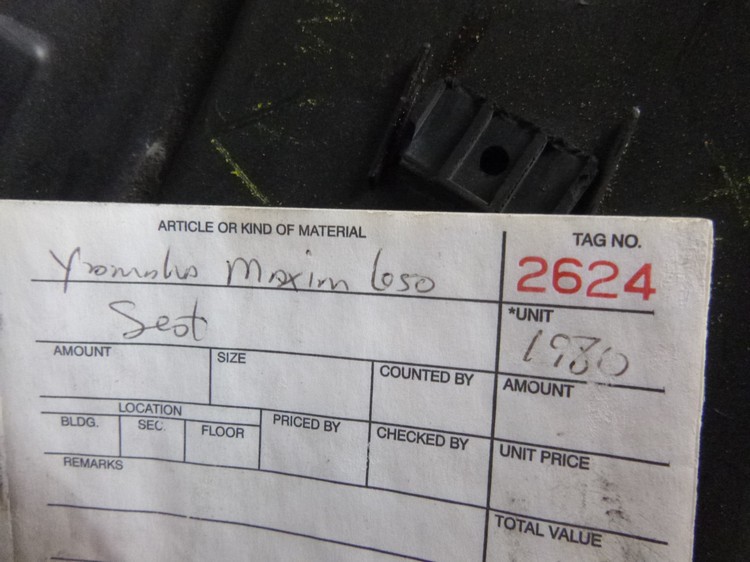 ARTICLE OR KIND OF MATERIAL
TAG NO.
Yamaha Maxim 650
2624
Seat
*UNIT
1980
AMOUNT
SIZE
COUNTED BY
AMOUNT
LOCATION
BLDG.
SEC.
FLOOR
PRICED BY
CHECKED BY
UNIT PRICE
REMARKS
TOTAL VALUE